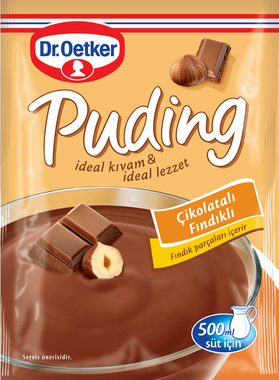 Dr.Oetker
Puding
ideal kıvam &
ideal lezzet
Çikolatalı
Fındıklı
Fındık parçaları içerir
500ml
süt için
Servis önerisidir.